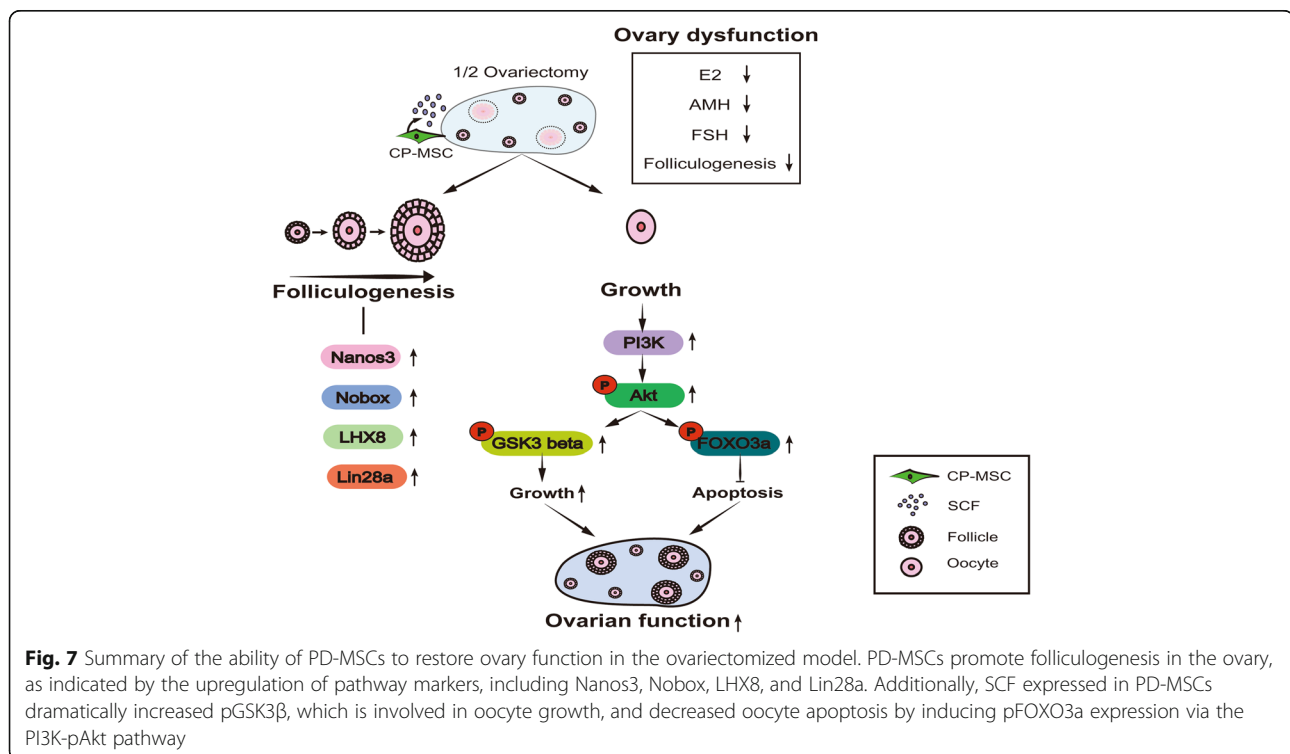 Ovary dysfunction
1/2 Ovariectomy
E2 ↓
AMH ↓
FSH ↓
Folliculogenesis ↓
CP-MSC
Folliculogenesis
Growth
Nanos3 ↑
Nobox ↑
LHX8 ↑
Lin28a ↑
PI3K ↑
P
Akt ↑
P
GSK3 beta ↑
P
FOXO3a ↑
Growth ↑
Apoptosis
Ovarian function ↑
CP-MSC
SCF
Follicle
Oocyte
Fig. 7 Summary of the ability of PD-MSCs to restore ovary function in the ovariectomized model. PD-MSCs promote folliculogenesis in the ovary,
as indicated by the upregulation of pathway markers, including Nanos3, Nobox, LHX8, and Lin28a. Additionally, SCF expressed in PD-MSCs
dramatically increased pGSK3β, which is involved in oocyte growth, and decreased oocyte apoptosis by inducing pFOXO3a expression via the
PI3K-pAkt pathway